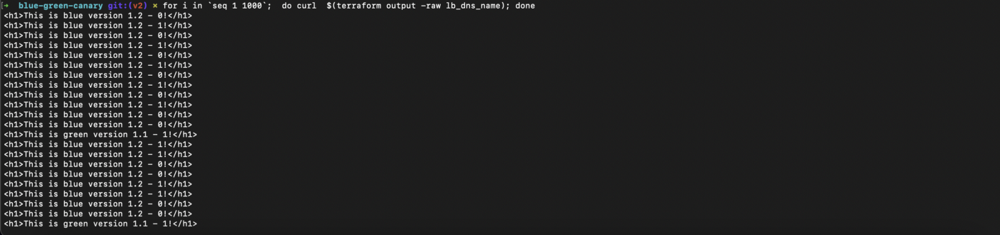 [→  blue-green-canary git:(v2) × for i in `seq 1 1000`;  do curl  $(terraform output -raw lb_dns_name); done
<h1>This is blue version 1.2 - 0!</h1>
<h1>This is blue version 1.2 - 1!</h1>
<h1>This is blue version 1.2 - 0!</h1>
<h1>This is blue version 1.2 - 1!</h1>
<h1>This is blue version 1.2 - 0!</h1>
<h1>This is blue version 1.2 - 1!</h1>
<h1>This is blue version 1.2 - 0!</h1>
<h1>This is blue version 1.2 - 1!</h1>
<h1>This is blue version 1.2 - 0!</h1>
<h1>This is blue version 1.2 - 1!</h1>
<h1>This is blue version 1.2 - 0!</h1>
<h1>This is blue version 1.2 - 0!</h1>
<h1>This is green version 1.1 - 1!</h1>
<h1>This is blue version 1.2 - 1!</h1>
<h1>This is blue version 1.2 - 1!</h1>
<h1>This is blue version 1.2 - 0!</h1>
<h1>This is blue version 1.2 - 0!</h1>
<h1>This is blue version 1.2 - 1!</h1>
<h1>This is blue version 1.2 - 1!</h1>
<h1>This is blue version 1.2 - 0!</h1>
<h1>This is blue version 1.2 - 0!</h1>
<h1>This is green version 1.1 - 1!</h1>